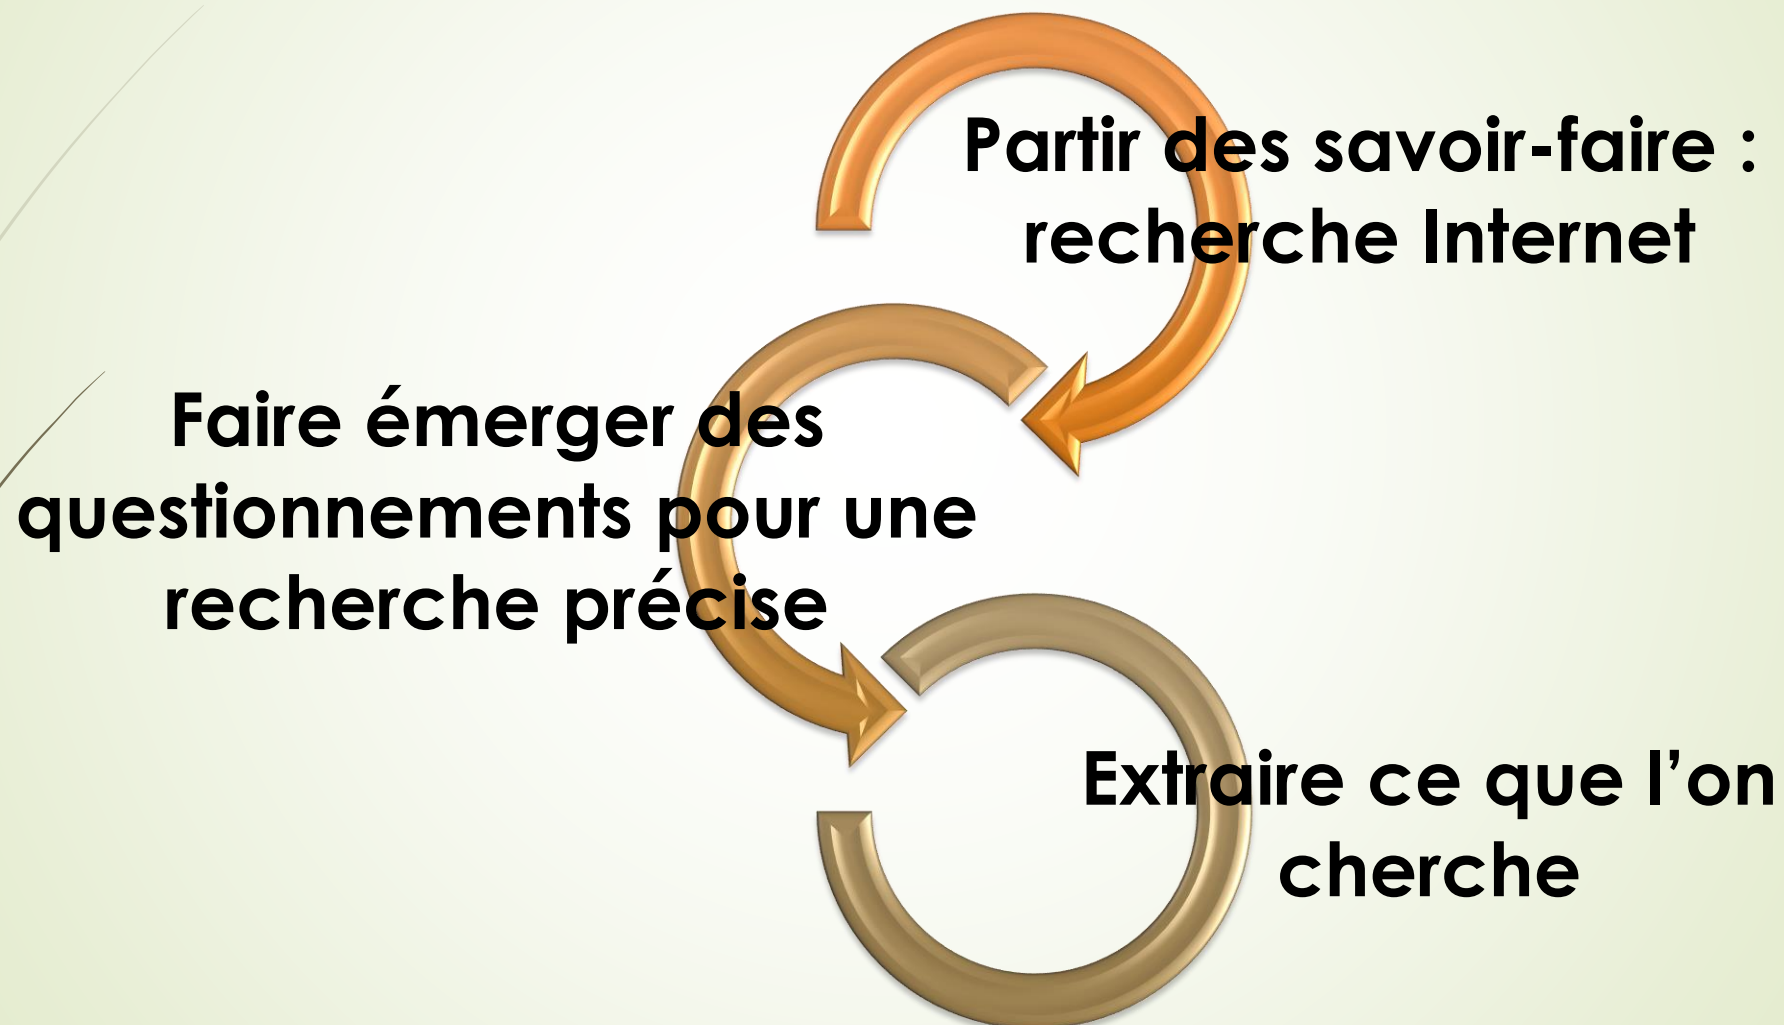 Partir des savoir-faire :
recherche Internet
Faire émerger des
questionnements pour une
recherche précise
Extraire ce que l’on
cherche